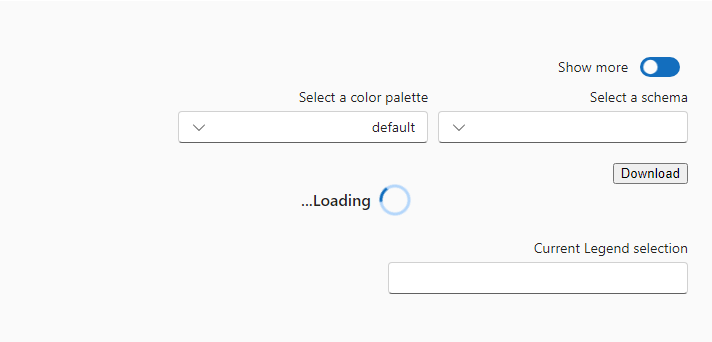 Show more
Select a schema
Select a color palette
default
Download
...Loading
Current Legend selection